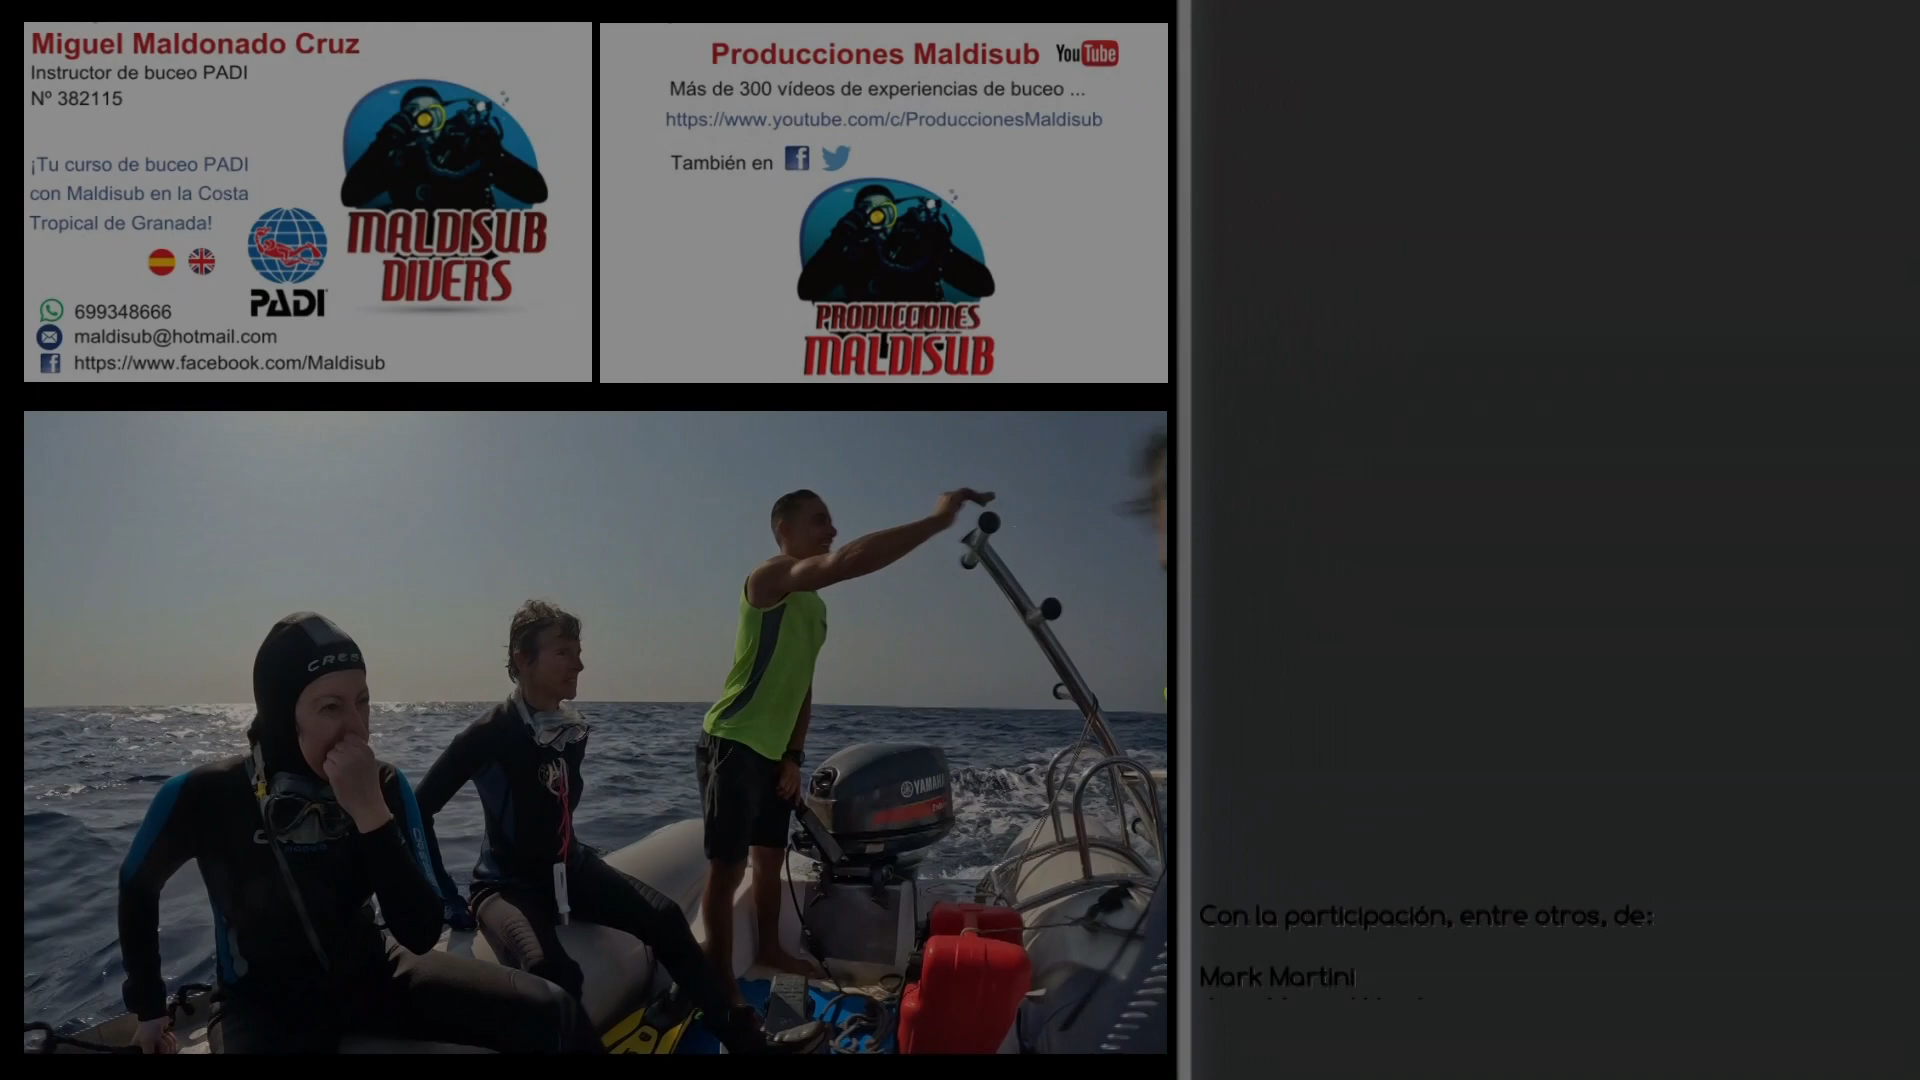 Miguel Maldonado Cruz
Instructor de buceo PADI
Nº 382115
¡Tu curso de buceo PADI
con Maldisub en la Costa
Tropical de Granada!
PADI
MALDISUB
DIVERS
699348666
maldisub@hotmail.com
https://www.facebook.com/Maldisub
Producciones Maldisub YouTube
Más de 300 vídeos de experiencias de buceo ...
https://www.youtube.com/c/ProduccionesMaldisub
También en
PRODUCCIONES
MALDISUB
YAMAHA
Con la participación, entre otros, de:
Mark Martini